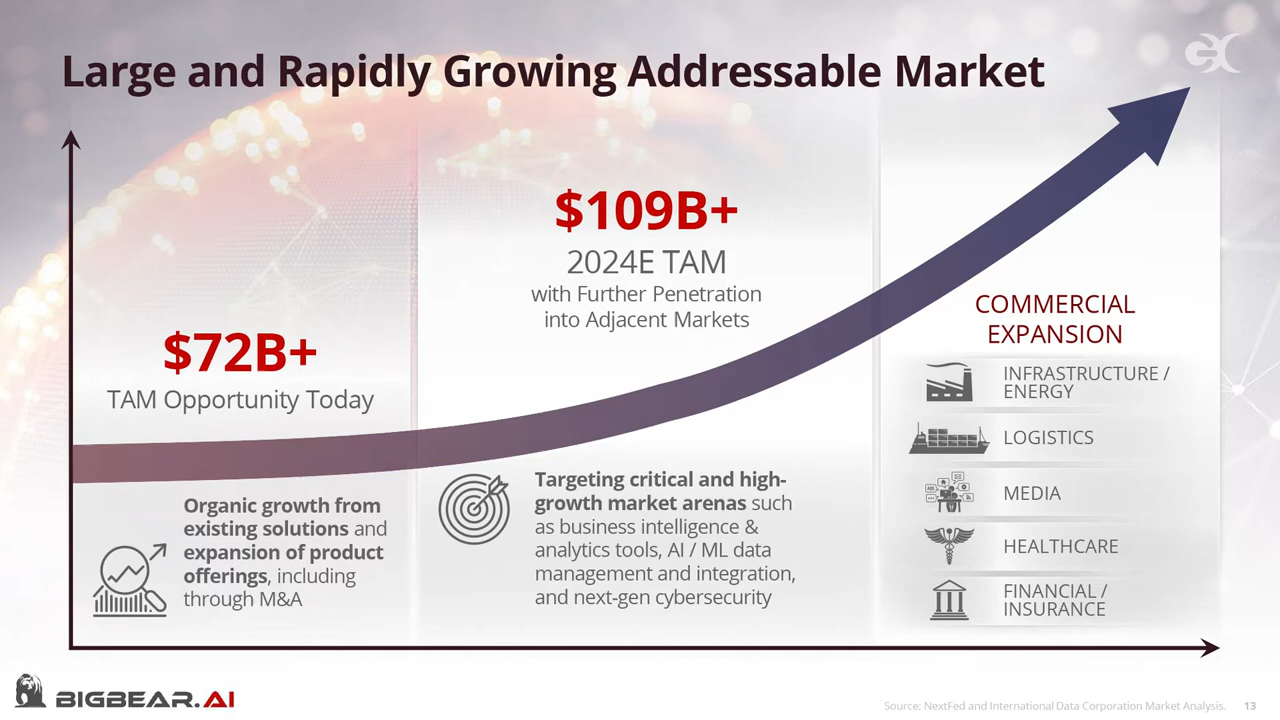 Large and Rapidly Growing Addressable Market
$72B+
TAM Opportunity Today
Organic growth from
existing solutions and
expansion of product
offerings, including
through M&A
$109B+
2024E TAM
with Further Penetration
into Adjacent Markets
Targeting critical and high-
growth market arenas such
as business intelligence &
analytics tools, AI / ML data
management and integration,
and next-gen cybersecurity
COMMERCIAL
EXPANSION
INFRASTRUCTURE /
ENERGY
LOGISTICS
MEDIA
HEALTHCARE
FINANCIAL /
INSURANCE
BIGBEAR.AI
Source: NextFed and International Data Corporation Market Analysis.
13